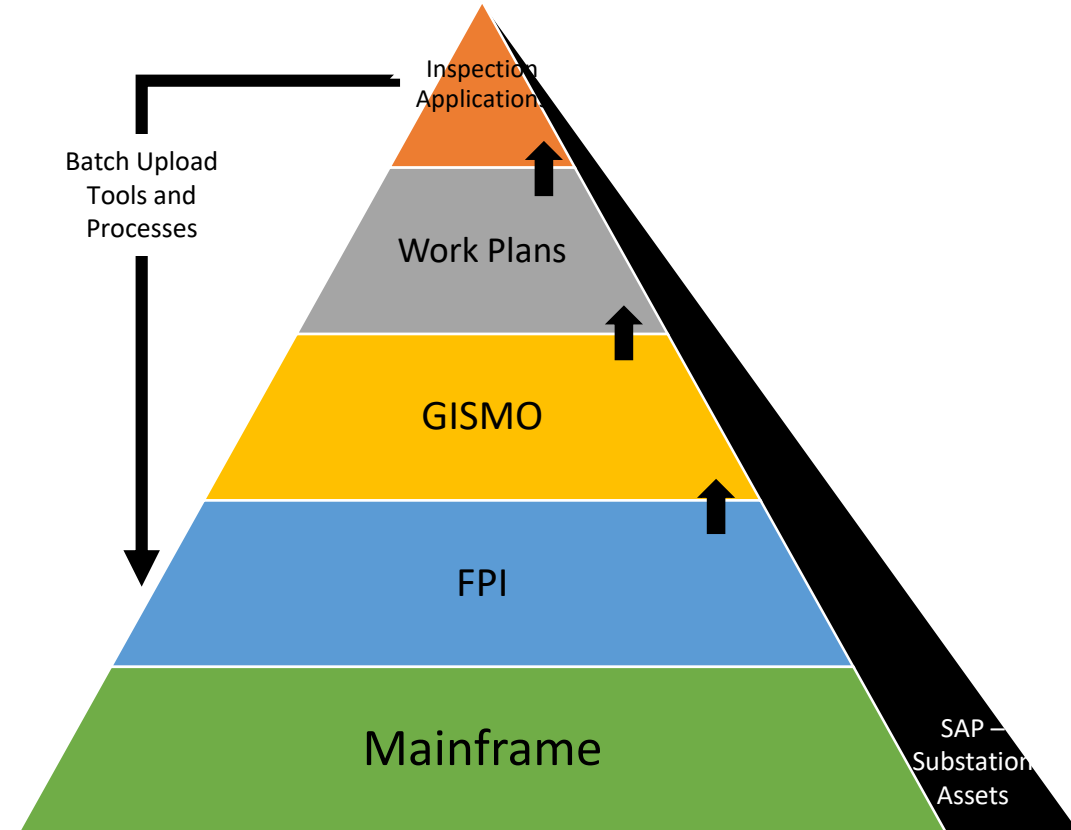 Inspection
Applications
Batch Upload
Tools and
Processes
Work Plans
GISMO
FPI
Mainframe
SAP –
Substation
Assets